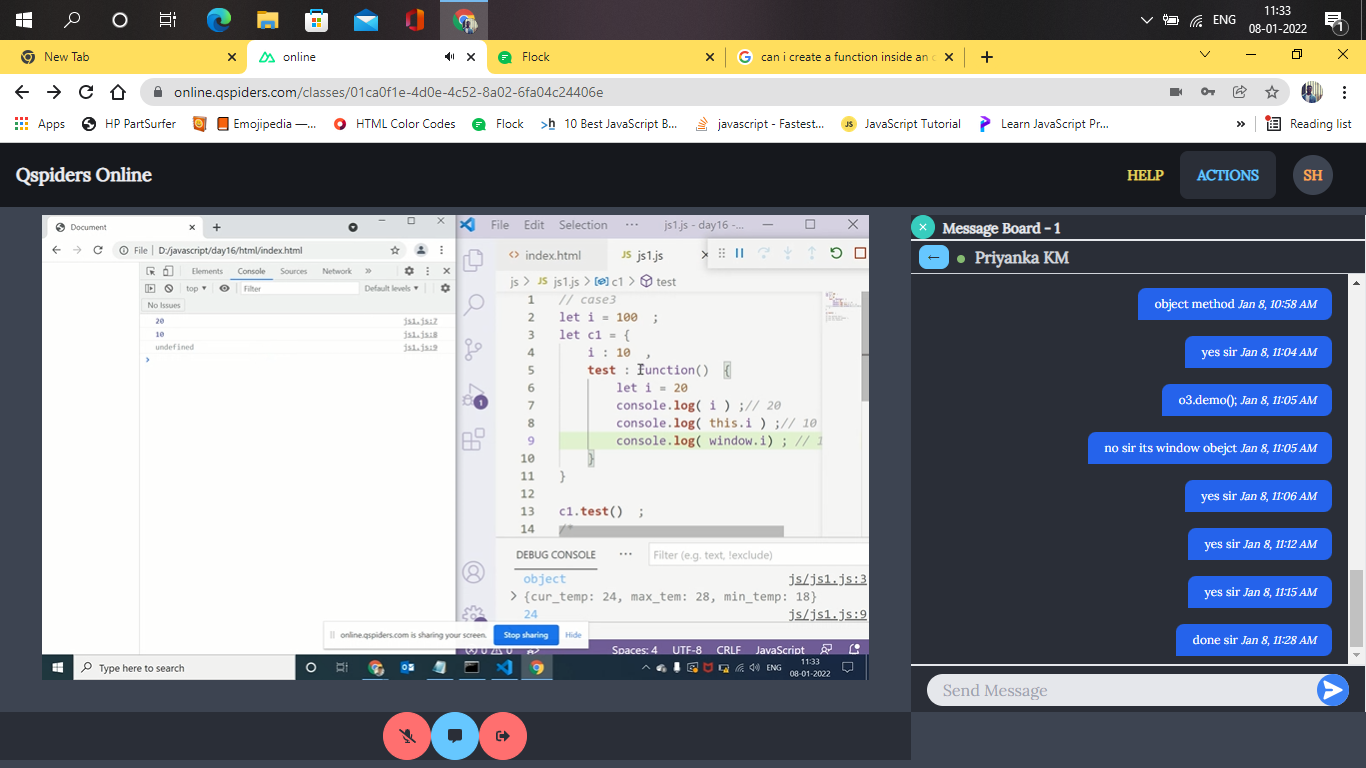 11:33
ENG
08-01-2022
1
New Tab
online
Flock
can i create a function inside an o
online.qspiders.com/classes/01ca0f1e-4d0e-4c52-8a02-6fa04c24406e
Apps
HP PartSurfer
Emojipedia —...
HTML Color Codes
Flock
10 Best JavaScript B...
javascript - Fastest...
JavaScript Tutorial
Learn JavaScript Pr...
»
Reading list
Qspiders Online
HELP
ACTIONS
SH
Document
File | D:/javascript/day16/html/index.html
Elements Console Sources Network »
top ▾ Filter Default levels ▾
No Issues
20 js1.js:7
10 js1.js:8
undefined js1.js:9
File Edit Selection ··· js1.js - day16 -...
<> index.html JS js1.js
js > JS js1.js > c1 > test
1 // case3
2 let i = 100 ;
3 let c1 = {
4 i : 10 ,
5 test : function() {
6 let i = 20
7 console.log( i ) ;// 20
8 console.log( this.i ) ;// 10
9 console.log( window.i) ; // 1
10 }
11 }
12
13 c1.test() ;
14 /*
DEBUG CONSOLE ··· Filter (e.g. text, !exclude)
object js/js1.js:3
> {cur_temp: 24, max_tem: 28, min_temp: 18}
24 js/js1.js:9
1
online.qspiders.com is sharing your screen. Stop sharing Hide
Spaces: 4 UTF-8 CRLF JavaScript
Type here to search
ENG
11:33
08-01-2022
Message Board - 1
Priyanka KM
object method Jan 8, 10:58 AM
yes sir Jan 8, 11:04 AM
o3.demo(); Jan 8, 11:05 AM
no sir its window obejct Jan 8, 11:05 AM
yes sir Jan 8, 11:06 AM
yes sir Jan 8, 11:12 AM
yes sir Jan 8, 11:15 AM
done sir Jan 8, 11:28 AM
Send Message